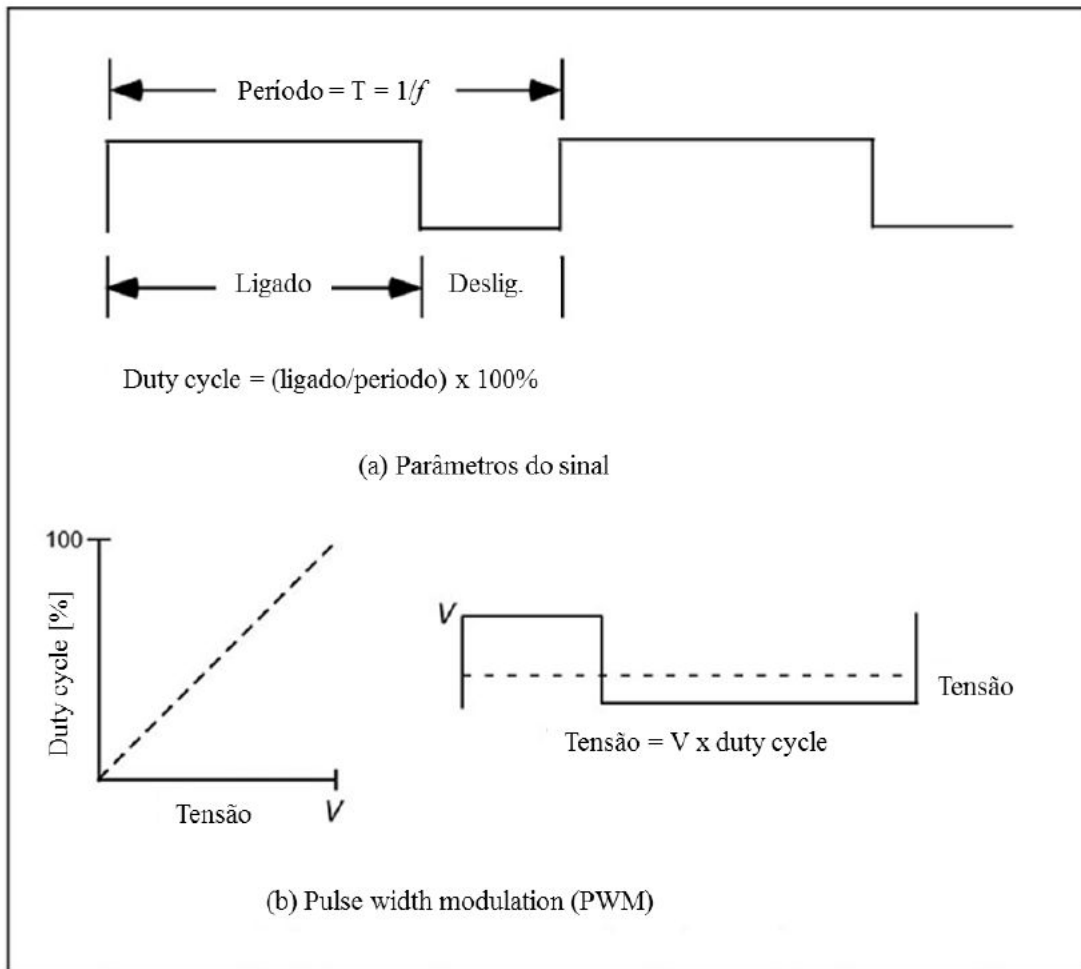 Período = T = 1/f
Ligado
Deslig.
Duty cycle = (ligado/periodo) x 100%
(a) Parâmetros do sinal
100
Duty cycle [%]
Tensão
V
V
Tensão
Tensão = V x duty cycle
(b) Pulse width modulation (PWM)